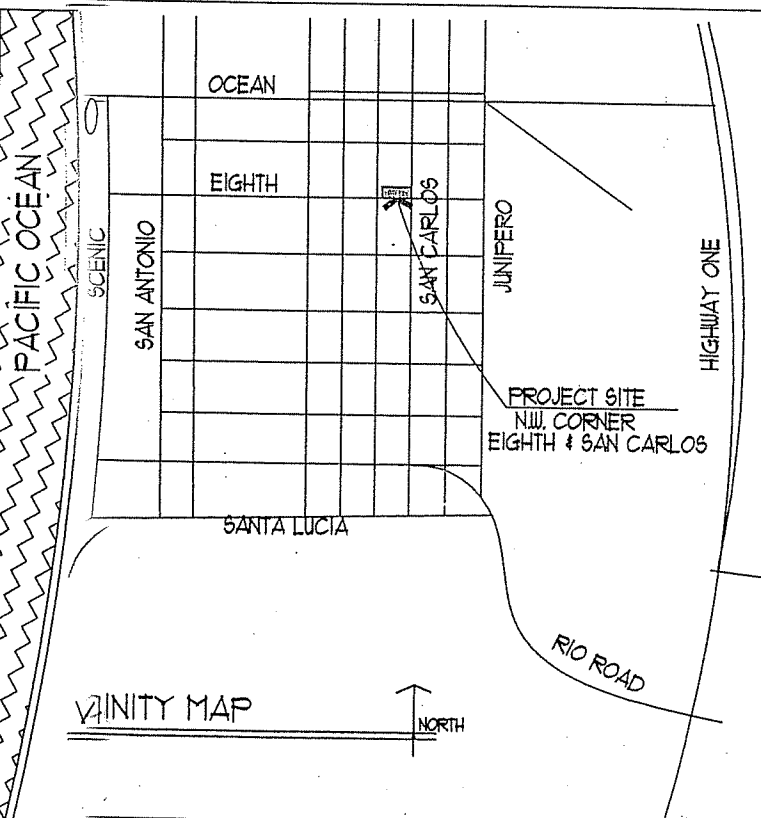 OCEAN
EIGHTH
PACIFIC OCEAN
SCENIC
SAN ANTONIO
SAN CARLOS
JUNIPERO
HIGHWAY ONE
PROJECT SITE
N.W. CORNER
EIGHTH & SAN CARLOS
SANTA LUCIA
RIO ROAD
VAINITY MAP
NORTH